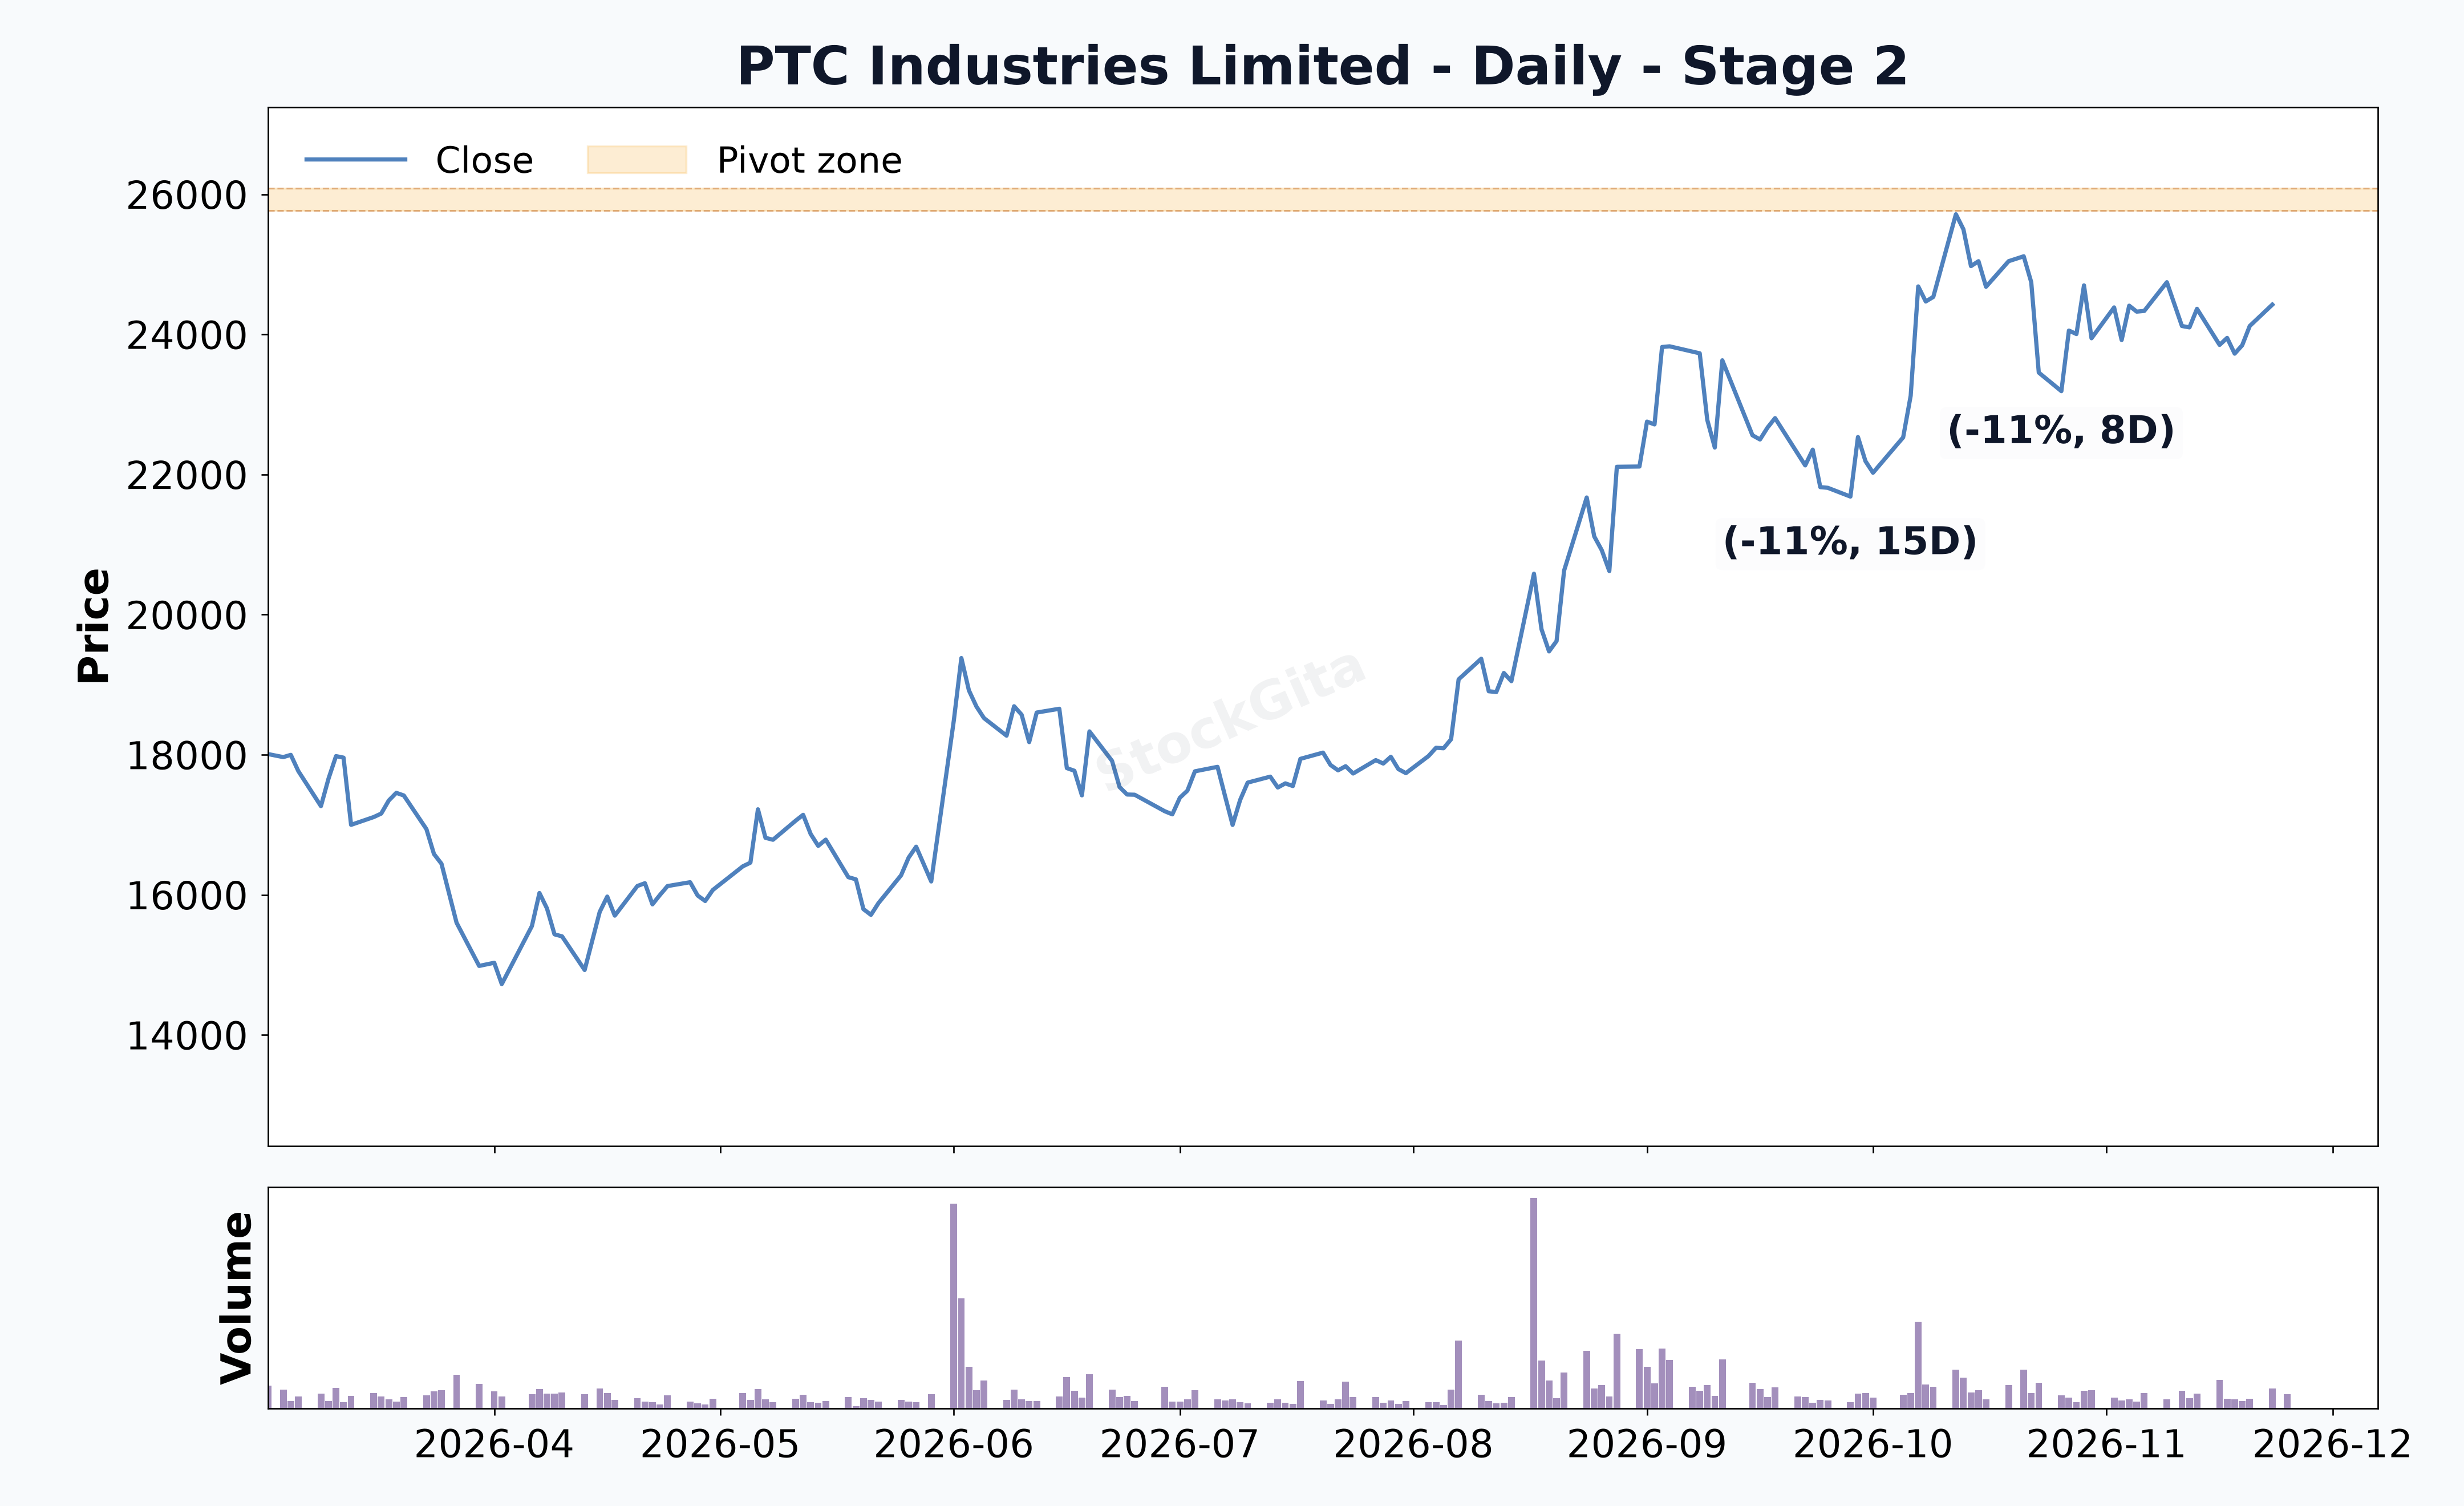 PTC Industries Limited - Daily - Stage 2
Close
Pivot zone
26000
24000
22000
20000
18000
16000
14000
Price
(-11%, 8D)
(-11%, 15D)
StockGita
Volume
2026-04
2026-05
2026-06
2026-07
2026-08
2026-09
2026-10
2026-11
2026-12